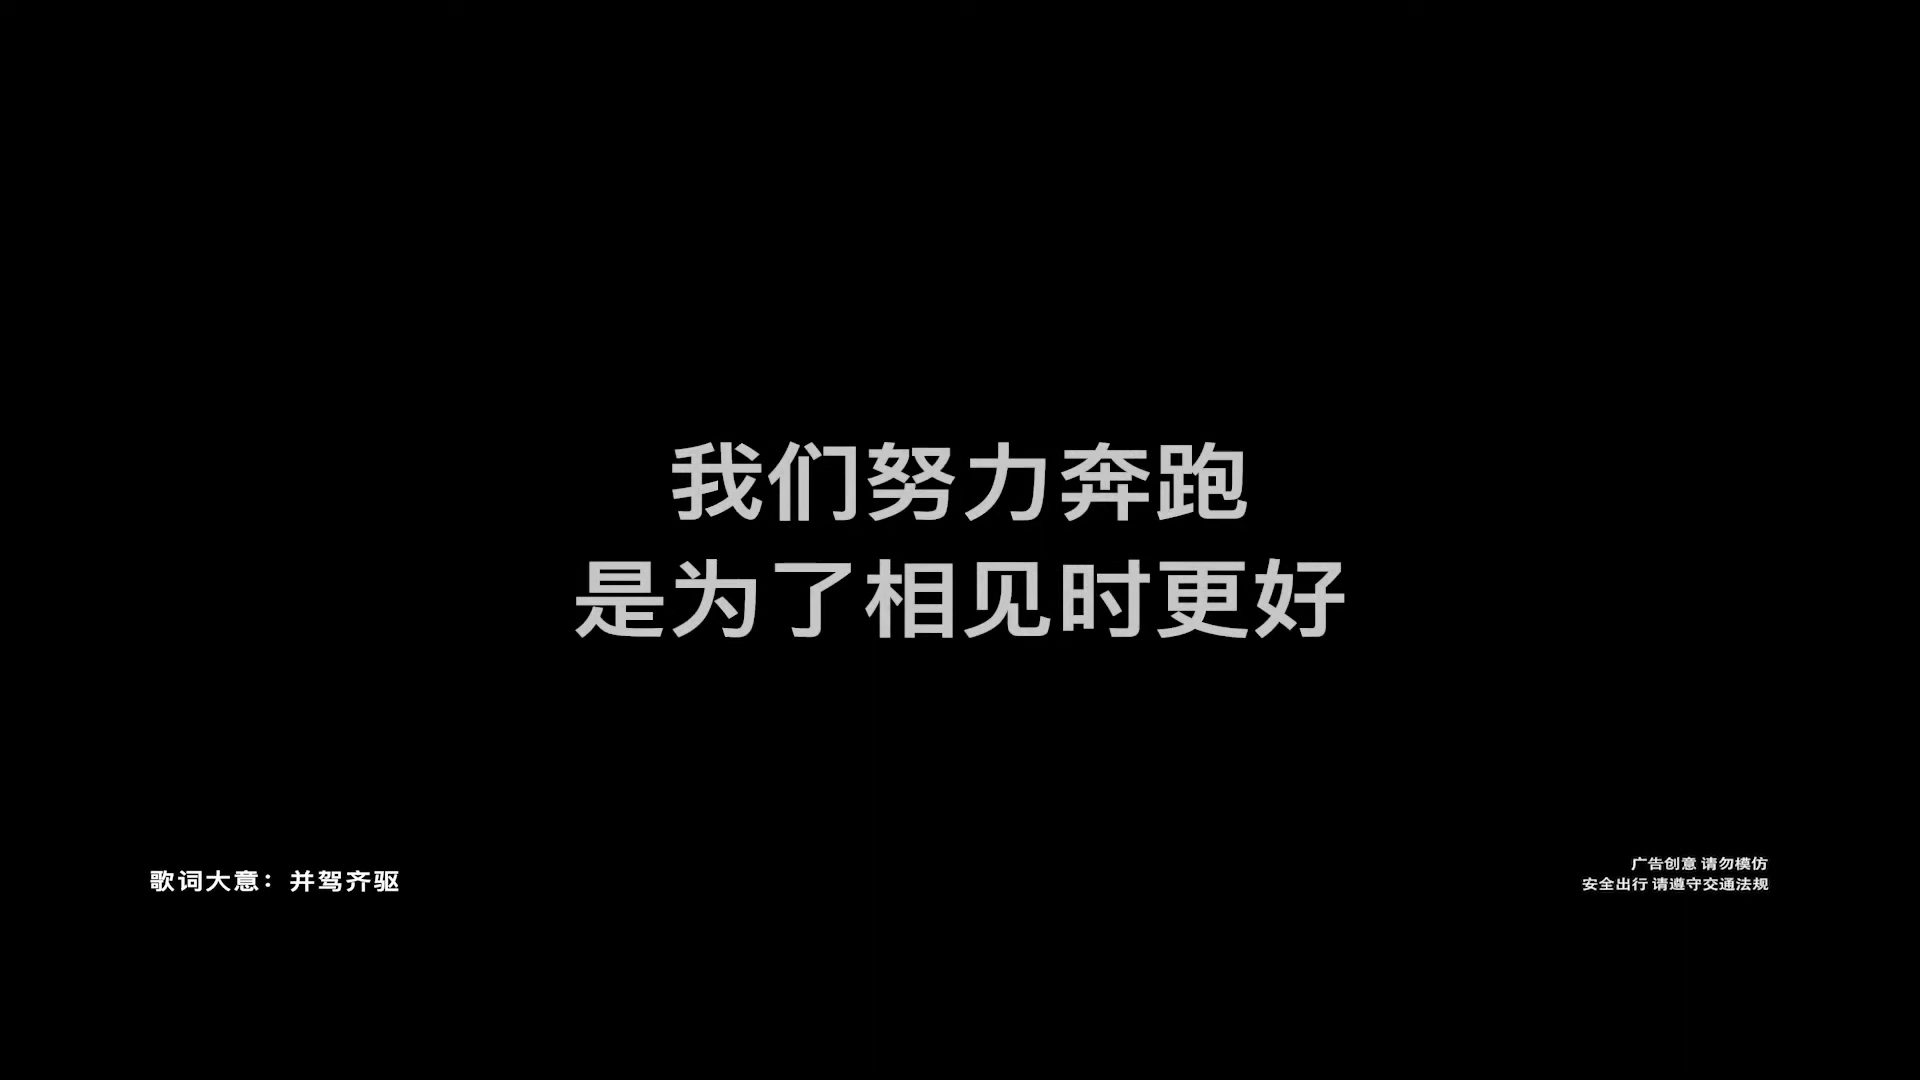 我们努力奔跑
是为了相见时更好
歌词大意：并驾齐驱
广告创意 请勿模仿
安全出行 请遵守交通法规